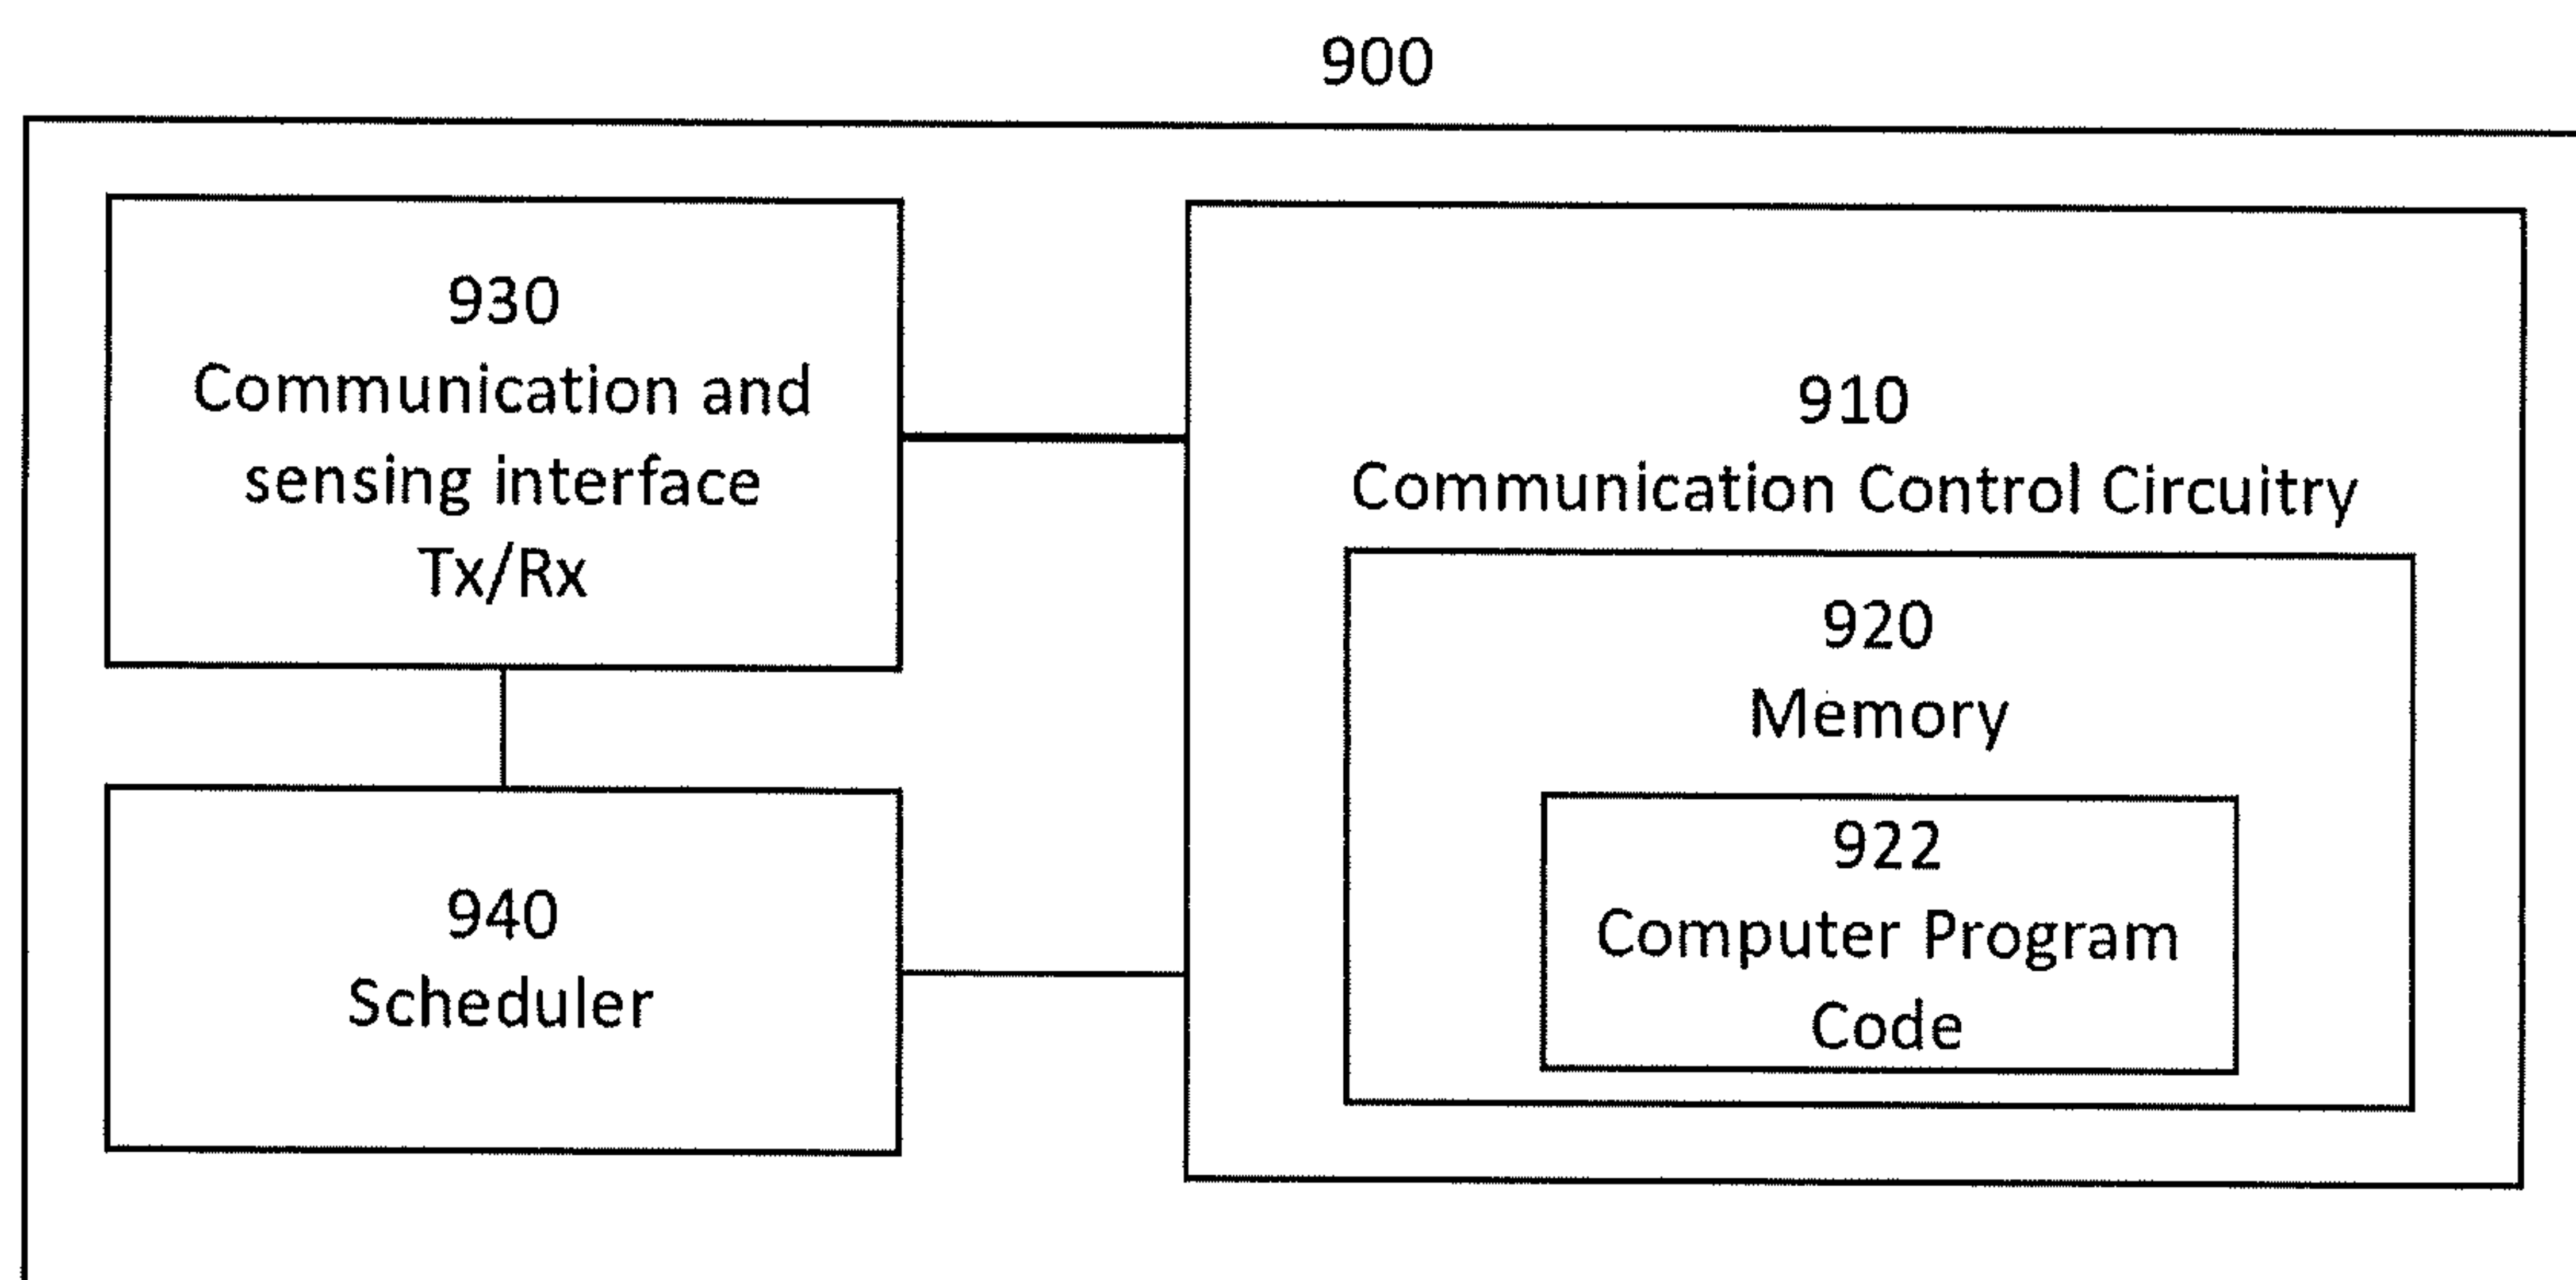 900
930
Communication and
sensing interface
Tx/Rx
910
Communication Control Circuitry
920
Memory
922
Computer Program
Code
940
Scheduler